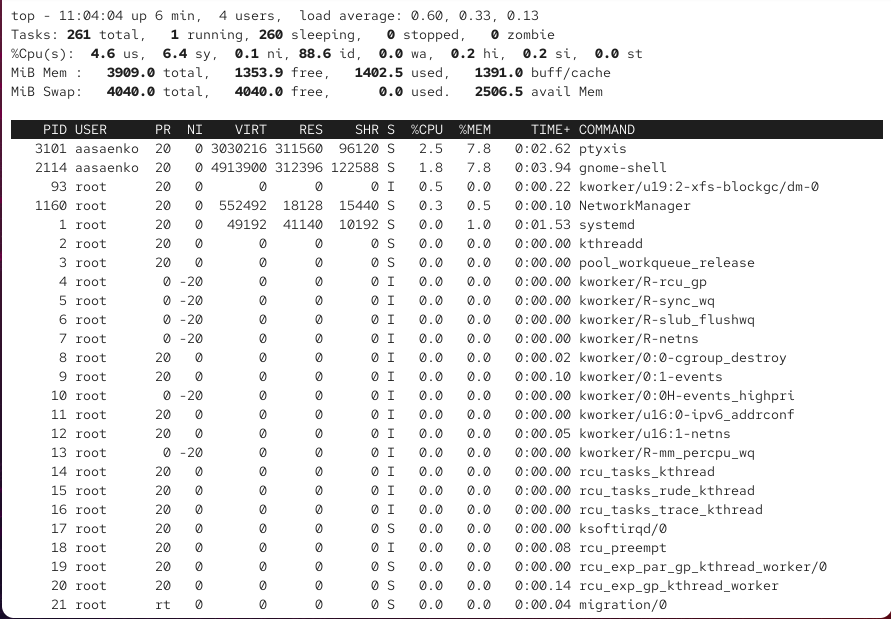 top - 11:04:04 up 6 min,  4 users,  load average: 0.60, 0.33, 0.13
Tasks: 261 total,   1 running, 260 sleeping,   0 stopped,   0 zombie
%Cpu(s):  4.6 us,  6.4 sy,  0.1 ni, 88.6 id,  0.0 wa,  0.2 hi,  0.2 si,  0.0 st
MiB Mem :   3909.0 total,   1353.9 free,   1402.5 used,   1391.0 buff/cache
MiB Swap:   4040.0 total,   4040.0 free,      0.0 used.   2506.5 avail Mem
PID USER      PR  NI    VIRT    RES    SHR S  %CPU  %MEM     TIME+ COMMAND
3101 aasaenko  20   0 3030216 311560  96120 S   2.5   7.8   0:02.62 ptyxis
2114 aasaenko  20   0 4913900 312396 122588 S   1.8   7.8   0:03.94 gnome-shell
93 root      20   0       0      0      0 I   0.5   0.0   0:00.22 kworker/u19:2-xfs-blockgc/dm-0
1160 root      20   0  552492  18128  15440 S   0.3   0.5   0:00.10 NetworkManager
1 root      20   0   49192  41140  10192 S   0.0   1.0   0:01.53 systemd
2 root      20   0       0      0      0 S   0.0   0.0   0:00.00 kthreadd
3 root      20   0       0      0      0 S   0.0   0.0   0:00.00 pool_workqueue_release
4 root       0 -20       0      0      0 I   0.0   0.0   0:00.00 kworker/R-rcu_gp
5 root       0 -20       0      0      0 I   0.0   0.0   0:00.00 kworker/R-sync_wq
6 root       0 -20       0      0      0 I   0.0   0.0   0:00.00 kworker/R-slub_flushwq
7 root       0 -20       0      0      0 I   0.0   0.0   0:00.00 kworker/R-netns
8 root      20   0       0      0      0 I   0.0   0.0   0:00.02 kworker/0:0-cgroup_destroy
9 root      20   0       0      0      0 I   0.0   0.0   0:00.10 kworker/0:1-events
10 root       0 -20       0      0      0 I   0.0   0.0   0:00.00 kworker/0:0H-events_highpri
11 root      20   0       0      0      0 I   0.0   0.0   0:00.00 kworker/u16:0-ipv6_addrconf
12 root      20   0       0      0      0 I   0.0   0.0   0:00.05 kworker/u16:1-netns
13 root       0 -20       0      0      0 I   0.0   0.0   0:00.00 kworker/R-mm_percpu_wq
14 root      20   0       0      0      0 I   0.0   0.0   0:00.00 rcu_tasks_kthread
15 root      20   0       0      0      0 I   0.0   0.0   0:00.00 rcu_tasks_rude_kthread
16 root      20   0       0      0      0 I   0.0   0.0   0:00.00 rcu_tasks_trace_kthread
17 root      20   0       0      0      0 S   0.0   0.0   0:00.00 ksoftirqd/0
18 root      20   0       0      0      0 I   0.0   0.0   0:00.08 rcu_preempt
19 root      20   0       0      0      0 S   0.0   0.0   0:00.00 rcu_exp_par_gp_kthread_worker/0
20 root      20   0       0      0      0 S   0.0   0.0   0:00.14 rcu_exp_gp_kthread_worker
21 root      rt   0       0      0      0 S   0.0   0.0   0:00.04 migration/0